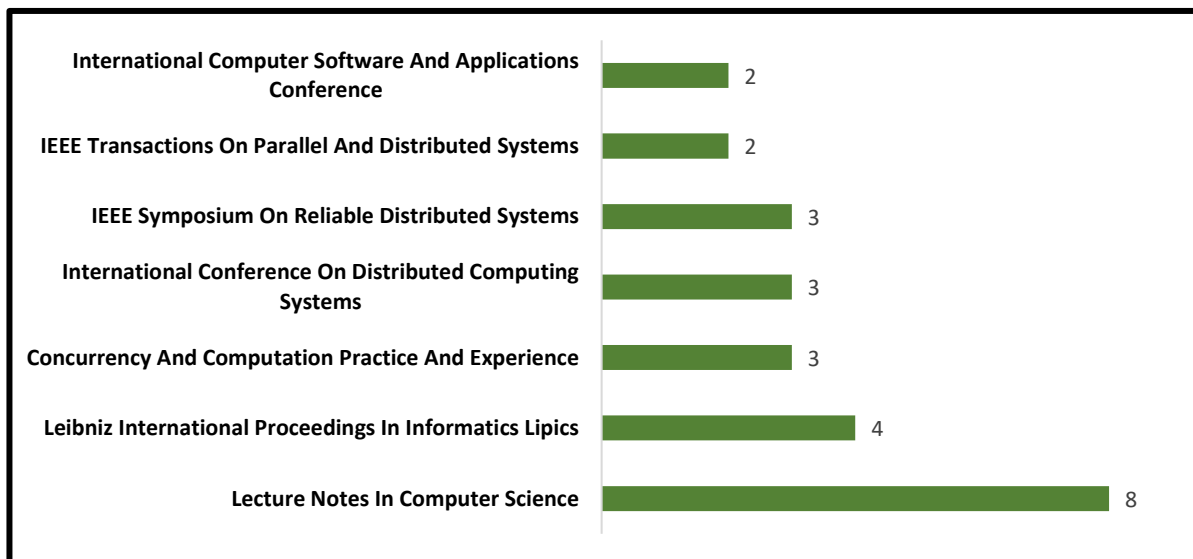 International Computer Software And Applications
Conference
2
IEEE Transactions On Parallel And Distributed Systems
2
IEEE Symposium On Reliable Distributed Systems
3
International Conference On Distributed Computing
Systems
3
Concurrency And Computation Practice And Experience
3
Leibniz International Proceedings In Informatics Lipics
4
Lecture Notes In Computer Science
8